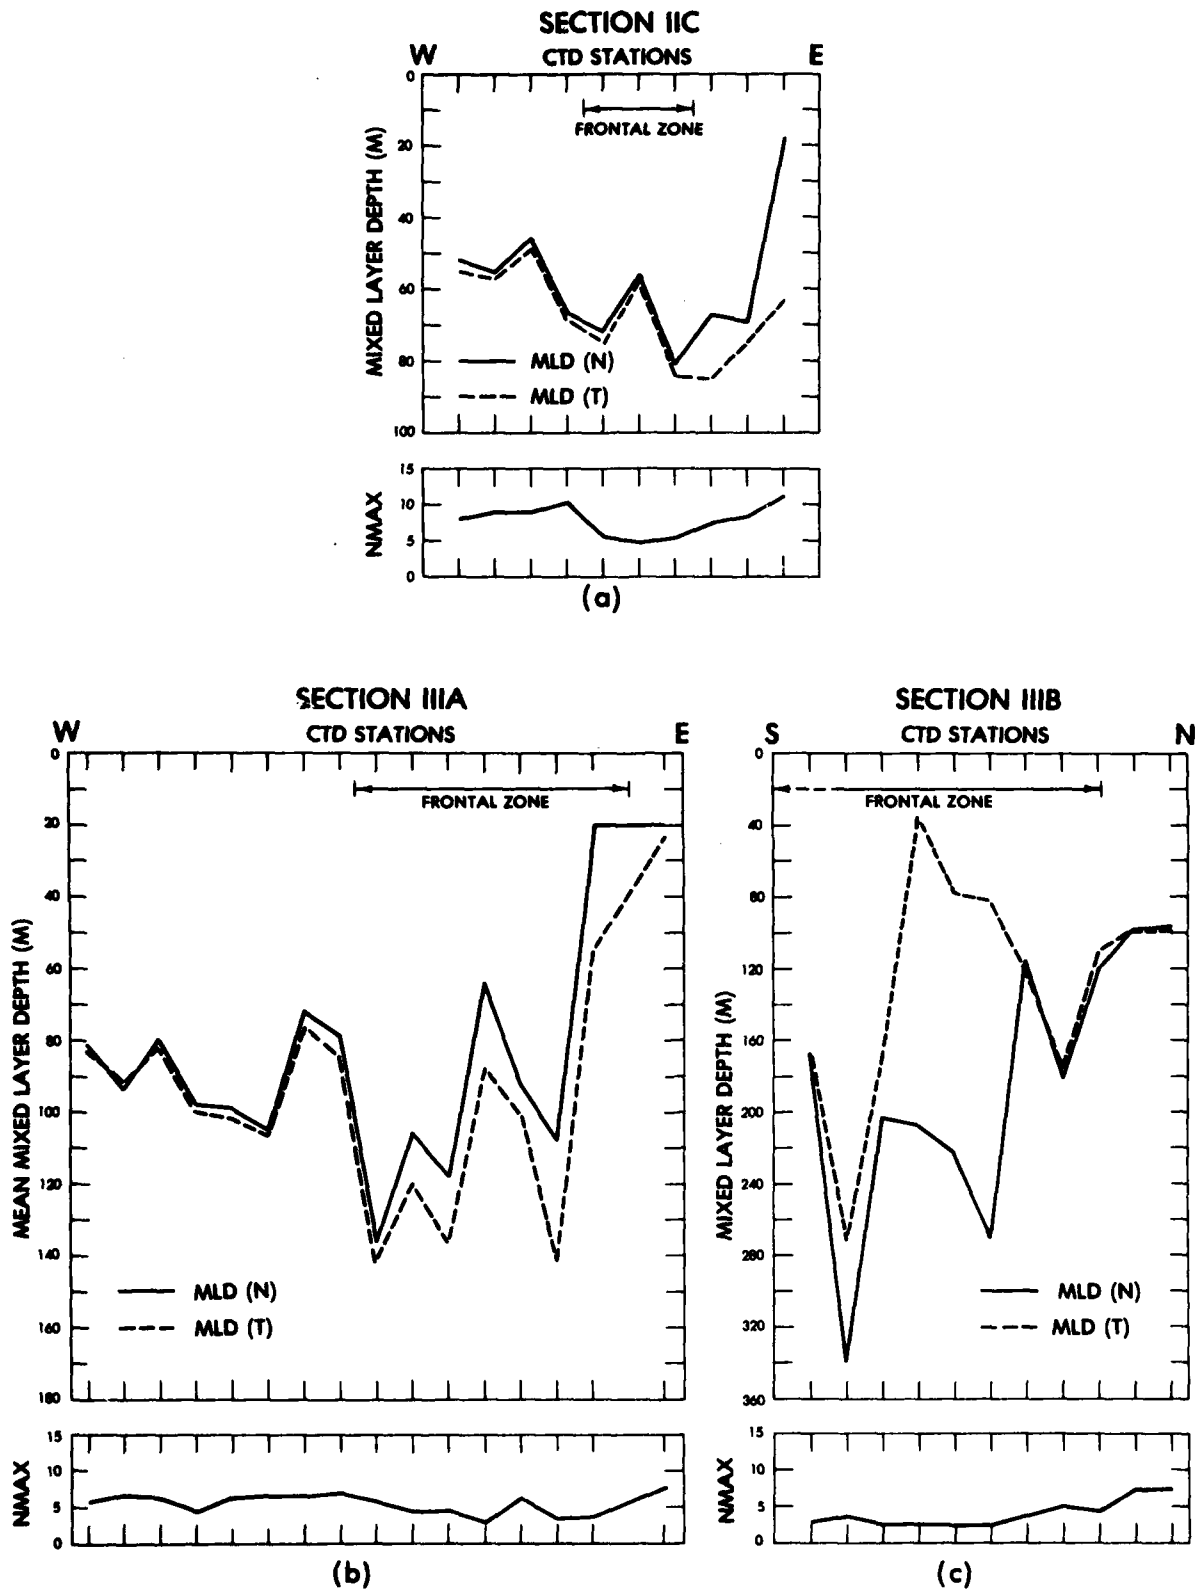 SECTION IIC
W CTD STATIONS E
0
FRONTAL ZONE
20
40
60
80
100
MIXED LAYER DEPTH (M)
MLD (N)
MLD (T)
15
10
5
0
NMAX
(a)
SECTION IIIA
W CTD STATIONS E
0
FRONTAL ZONE
20
40
60
80
100
120
140
160
180
MEAN MIXED LAYER DEPTH (M)
MLD (N)
MLD (T)
15
10
5
0
NMAX
(b)
SECTION IIIB
S CTD STATIONS N
0
FRONTAL ZONE
40
80
120
160
200
240
280
320
360
MIXED LAYER DEPTH (M)
MLD (N)
MLD (T)
15
10
5
0
NMAX
(c)